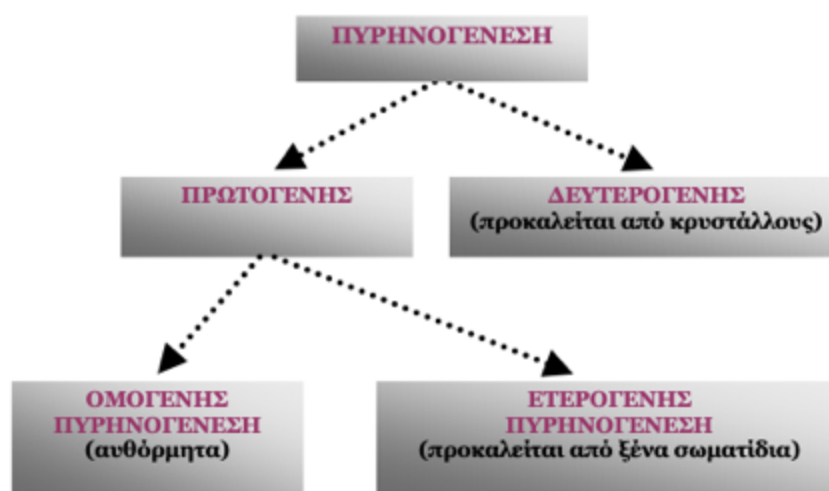 ΠΥΡΗΝΟΓΕΝΕΣΗ
ΠΡΩΤΟΓΕΝΗΣ
ΔΕΥΤΕΡΟΓΕΝΗΣ
(προκαλείται από κρυστάλλους)
ΟΜΟΓΕΝΗΣ
ΠΥΡΗΝΟΓΕΝΕΣΗ
(αυθόρμητα)
ΕΤΕΡΟΓΕΝΗΣ
ΠΥΡΗΝΟΓΕΝΕΣΗ
(προκαλείται από ξένα σωματίδια)